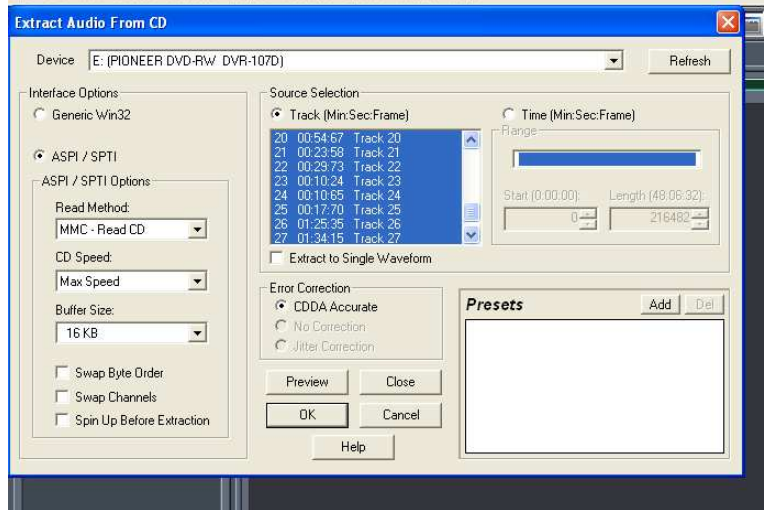 Extract Audio From CD
Device E: (PIONEER DVD-RW DVR-107D) Refresh
Interface Options
Generic Win32
ASPI / SPTI
ASPI / SPTI Options
Read Method:
MMC - Read CD
CD Speed:
Max Speed
Buffer Size:
16 KB
Swap Byte Order
Swap Channels
Spin Up Before Extraction
Source Selection
Track (Min:Sec:Frame)
20 00:54:67 Track 20
21 00:23:58 Track 21
22 00:29:73 Track 22
23 00:10:24 Track 23
24 00:10:65 Track 24
25 00:17:70 Track 25
26 01:25:35 Track 26
27 01:34:15 Track 27
Extract to Single Waveform
Time (Min:Sec:Frame)
Range
Start (0:00:00): Length (48:06:32):
0 216482
Error Correction
CDDA Accurate
No Correction
Jitter Correction
Preview Close
OK Cancel
Help
Presets Add Del